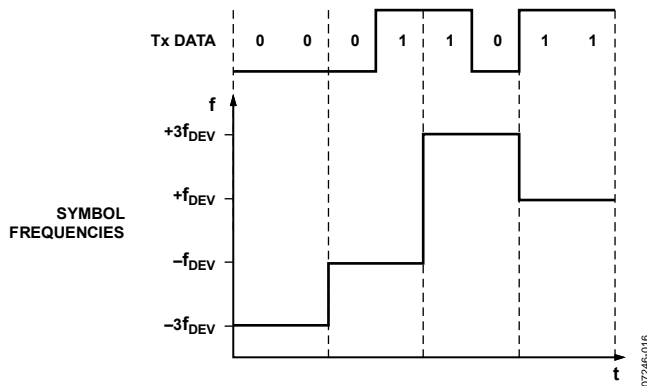 Tx DATA 0 0 0 1 1 0 1 1
f
+3fDEV
+fDEV
SYMBOL
FREQUENCIES
–fDEV
–3fDEV
t
07246-016